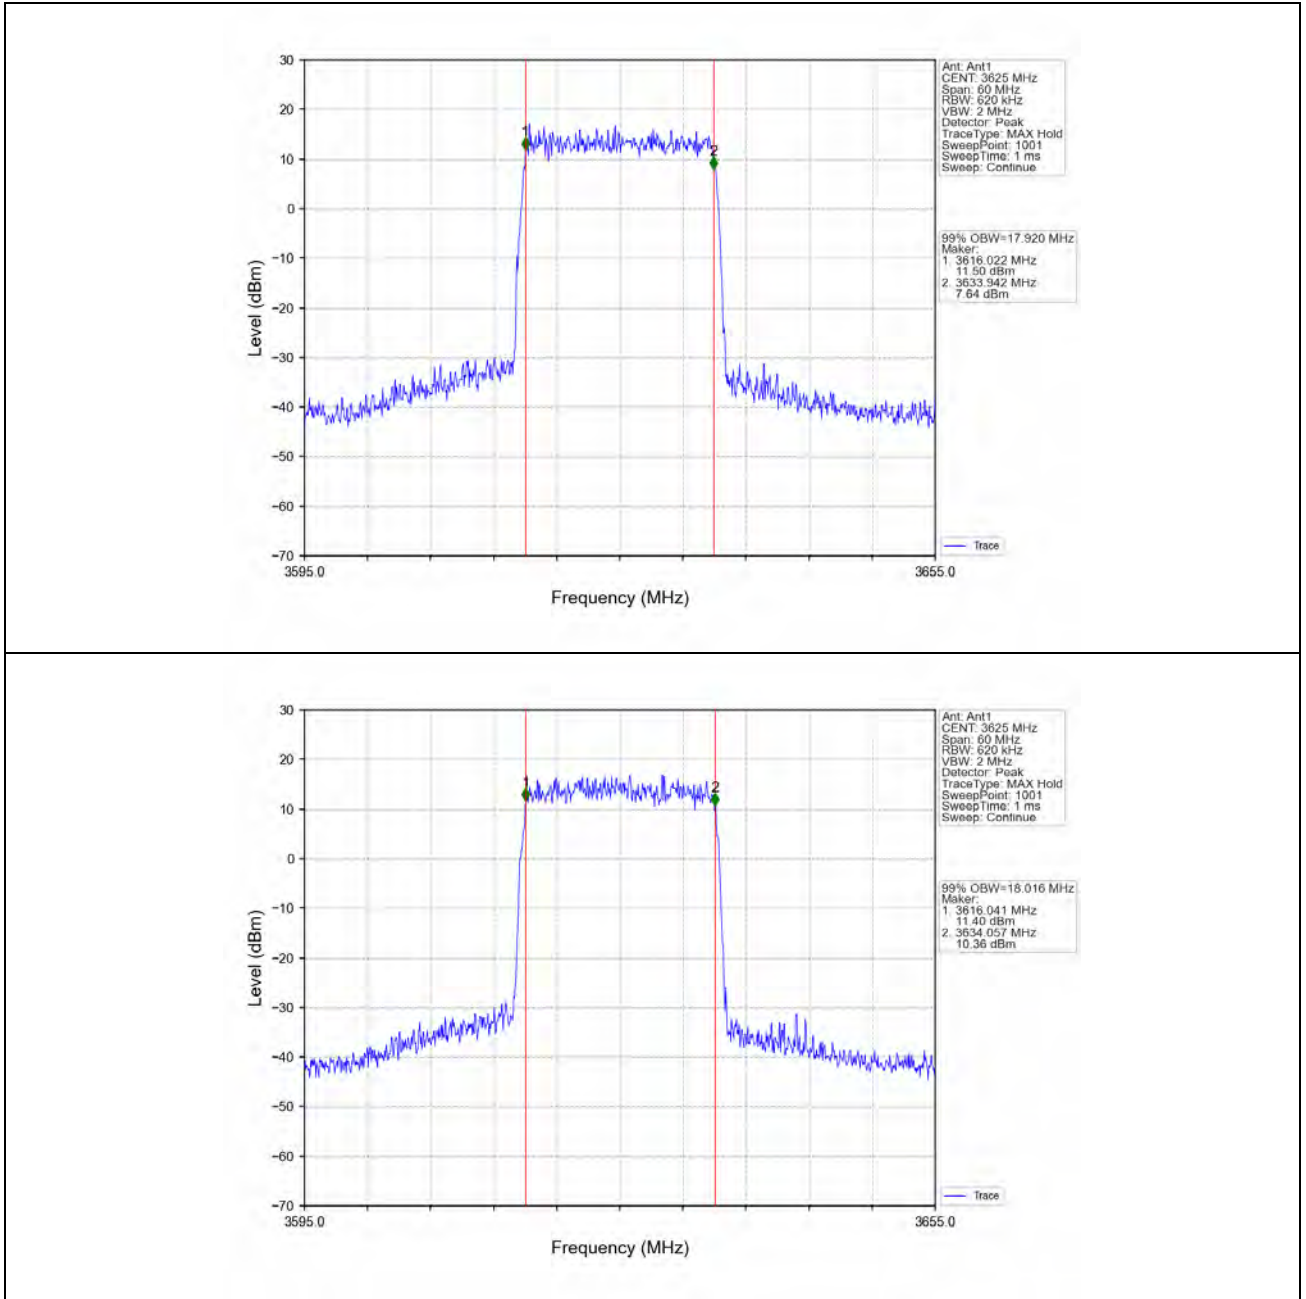 30
20
10
0
−10
−20
−30
−40
−50
−60
−70
Level (dBm)
1
2
3595.0
3655.0
Frequency (MHz)
Ant: Ant1
CENT: 3625 MHz
Span: 60 MHz
RBW: 620 kHz
VBW: 2 MHz
Detector: Peak
TraceType: MAX Hold
SweepPoint: 1001
SweepTime: 1 ms
Sweep: Continue
99% OBW=17.920 MHz
Maker:
1. 3616.022 MHz
11.50 dBm
2. 3633.942 MHz
7.64 dBm
Trace
30
20
10
0
−10
−20
−30
−40
−50
−60
−70
Level (dBm)
1
2
3595.0
3655.0
Frequency (MHz)
Ant: Ant1
CENT: 3625 MHz
Span: 60 MHz
RBW: 620 kHz
VBW: 2 MHz
Detector: Peak
TraceType: MAX Hold
SweepPoint: 1001
SweepTime: 1 ms
Sweep: Continue
99% OBW=18.016 MHz
Maker:
1. 3616.041 MHz
11.40 dBm
2. 3634.057 MHz
10.36 dBm
Trace